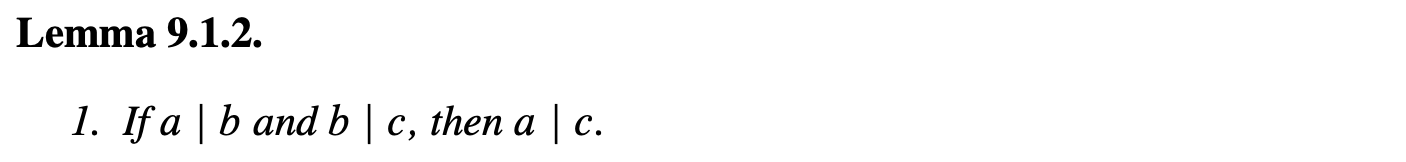 Lemma 9.1.2.
1. If a | b and b | c, then a | c.